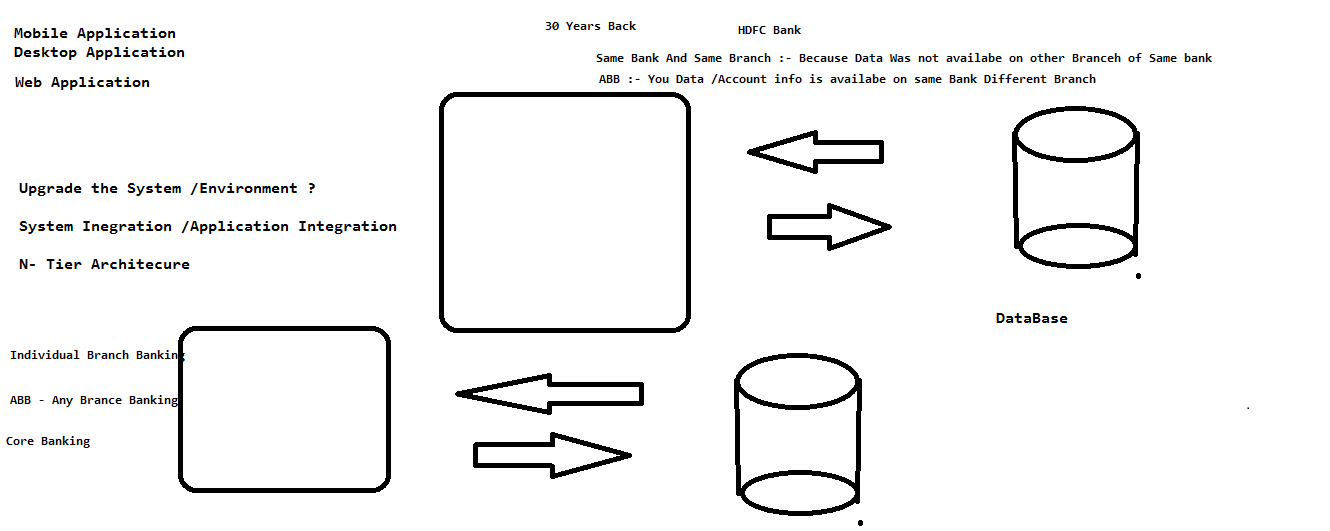 Mobile Application
Desktop Application
Web Application
30 Years Back
HDFC Bank
Same Bank And Same Branch :- Because Data Was not availabe on other Branceh of Same bank
ABB :- You Data /Account info is availabe on same Bank Different Branch
Upgrade the System /Environment ?
System Inegration /Application Integration
N- Tier Architecure
DataBase
Individual Branch Banking
ABB - Any Brance Banking
Core Banking